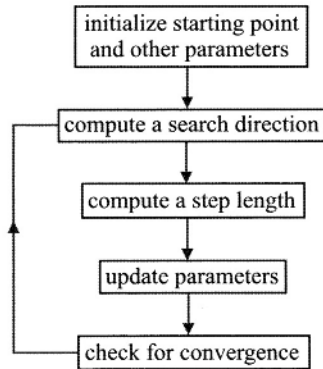 initialize starting point
and other parameters
compute a search direction
compute a step length
update parameters
check for convergence